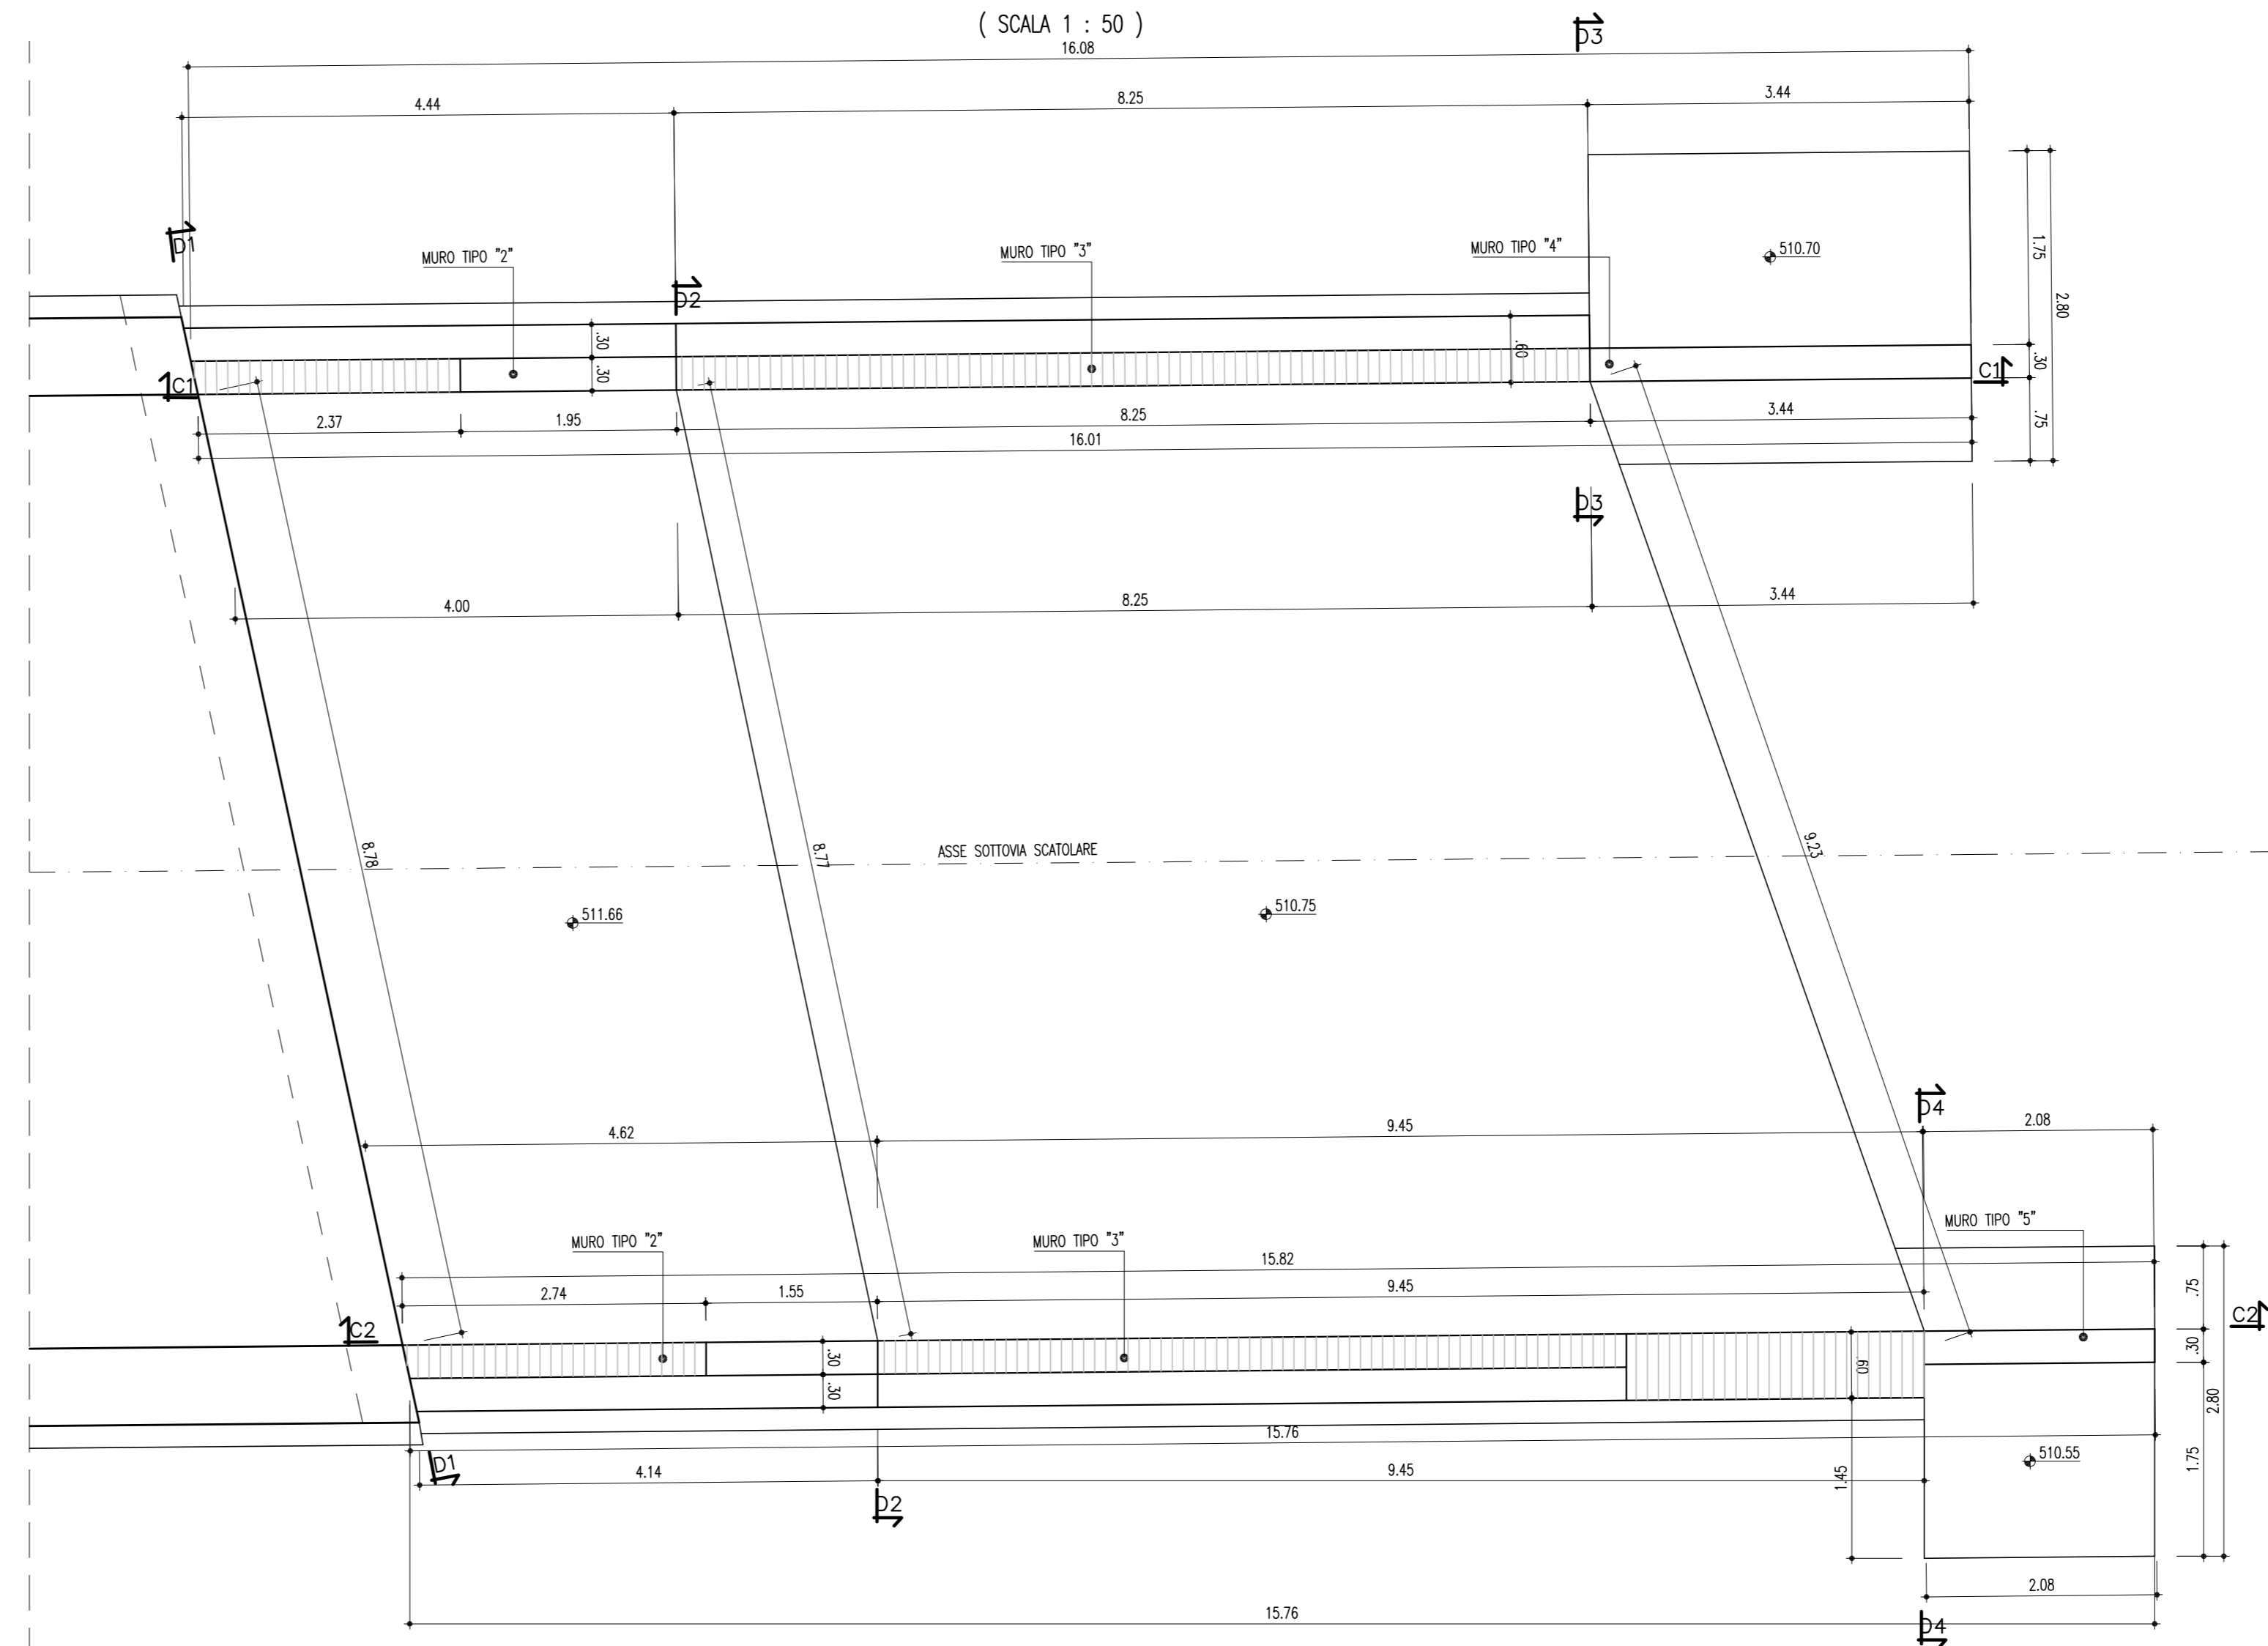 ( SCALA 1 : 50 )
D3
16.08
4.44
8.25
3.44
D1
MURO TIPO "2"
MURO TIPO "3"
MURO TIPO "4"
510.70
1.75
2.80
D2
.30
.30
.60
.30
C1
C1
2.37
1.95
8.25
3.44
.75
16.01
D3
4.00
8.25
3.44
8.78
8.77
9.23
ASSE SOTTOVIA SCATOLARE
511.66
510.75
D4
4.62
9.45
2.08
MURO TIPO "2"
MURO TIPO "3"
MURO TIPO "5"
15.82
2.74
1.55
9.45
.75
C2
C2
.30
.30
.60
.30
2.80
15.76
510.55
1.75
D1
4.14
9.45
1.45
D2
2.08
15.76
D4